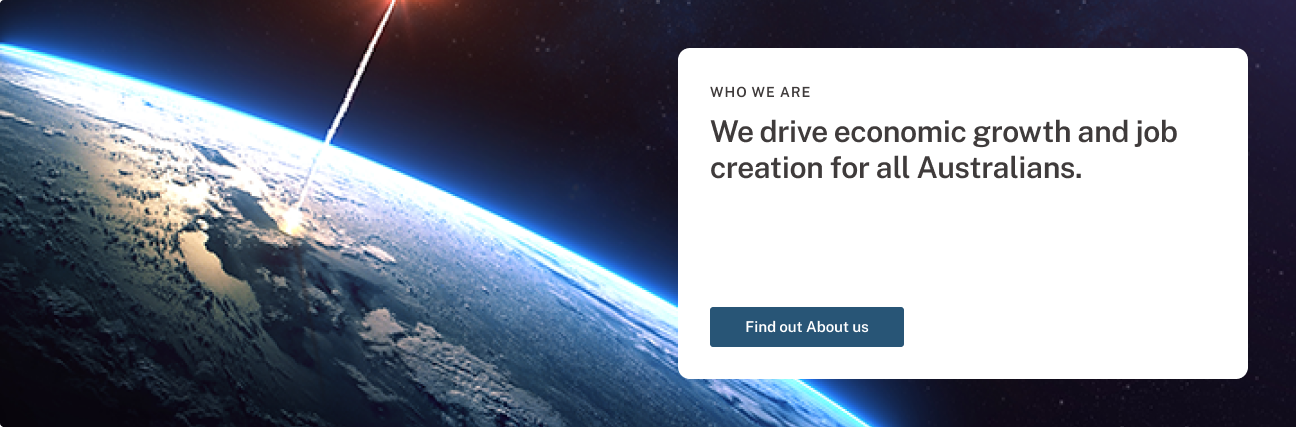 WHO WE ARE
We drive economic growth and job
creation for all Australians.
Find out About us